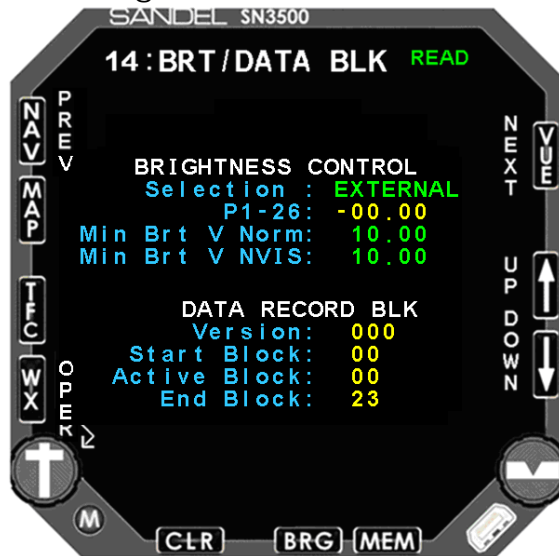 SANDEL SN3500
14:BRT/DATA BLK READ
PREV
NAV
MAP
TFC
WX
OPER
BRIGHTNESS CONTROL
Selection : EXTERNAL
P1-26: -00.00
Min Brt V Norm: 10.00
Min Brt V NVIS: 10.00
DATA RECORD BLK
Version: 000
Start Block: 00
Active Block: 00
End Block: 23
NEXT
VUE
UP
DOWN
M
CLR
BRG
MEM